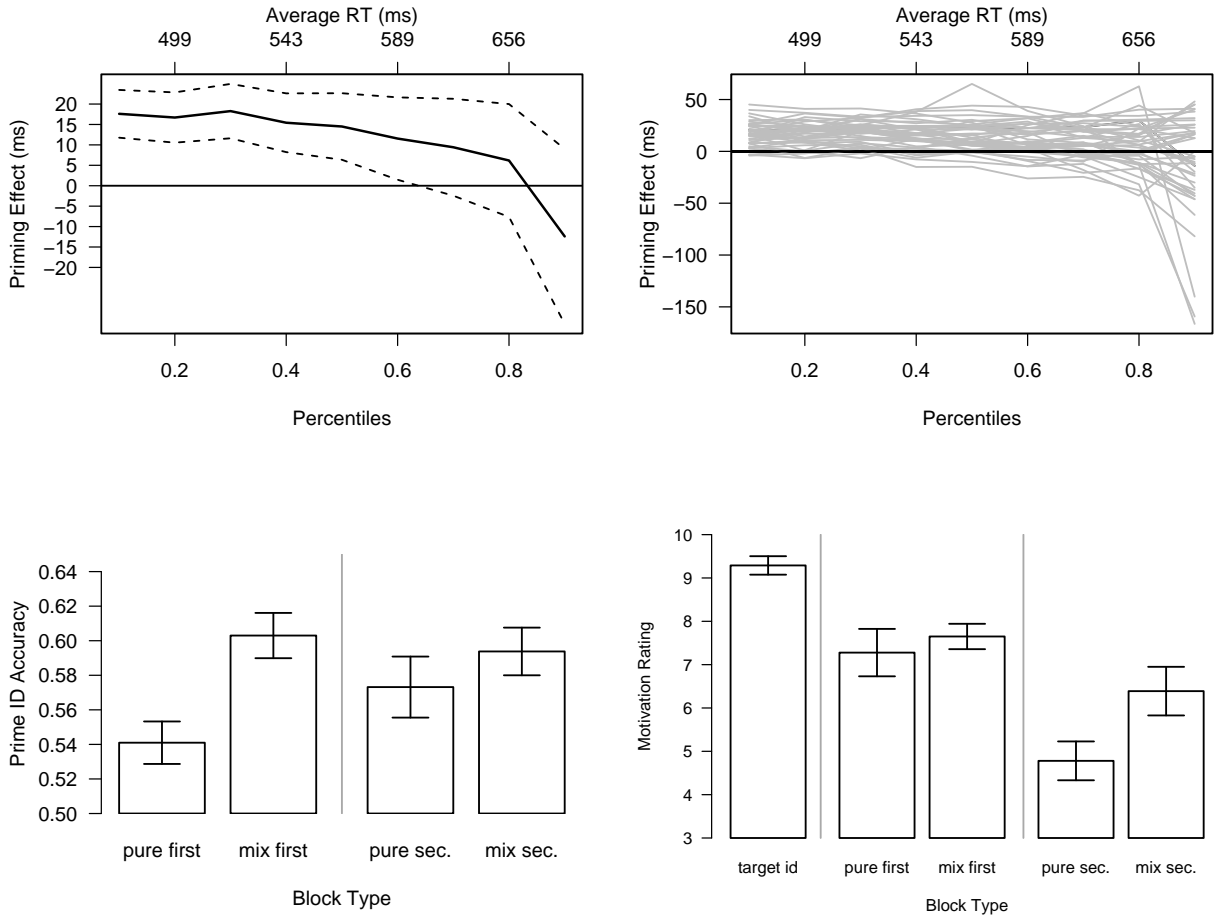 Average RT (ms)
499 543 589 656
20
15
10
5
0
−5
−10
−15
−20
Priming Effect (ms)
0.2 0.4 0.6 0.8
Percentiles
Average RT (ms)
499 543 589 656
50
0
−50
−100
−150
Priming Effect (ms)
0.2 0.4 0.6 0.8
Percentiles
0.64
0.62
0.60
0.58
0.56
0.54
0.52
0.50
Prime ID Accuracy
pure first mix first pure sec. mix sec.
Block Type
10
9
8
7
6
5
4
3
Motivation Rating
target id pure first mix first pure sec. mix sec.
Block Type